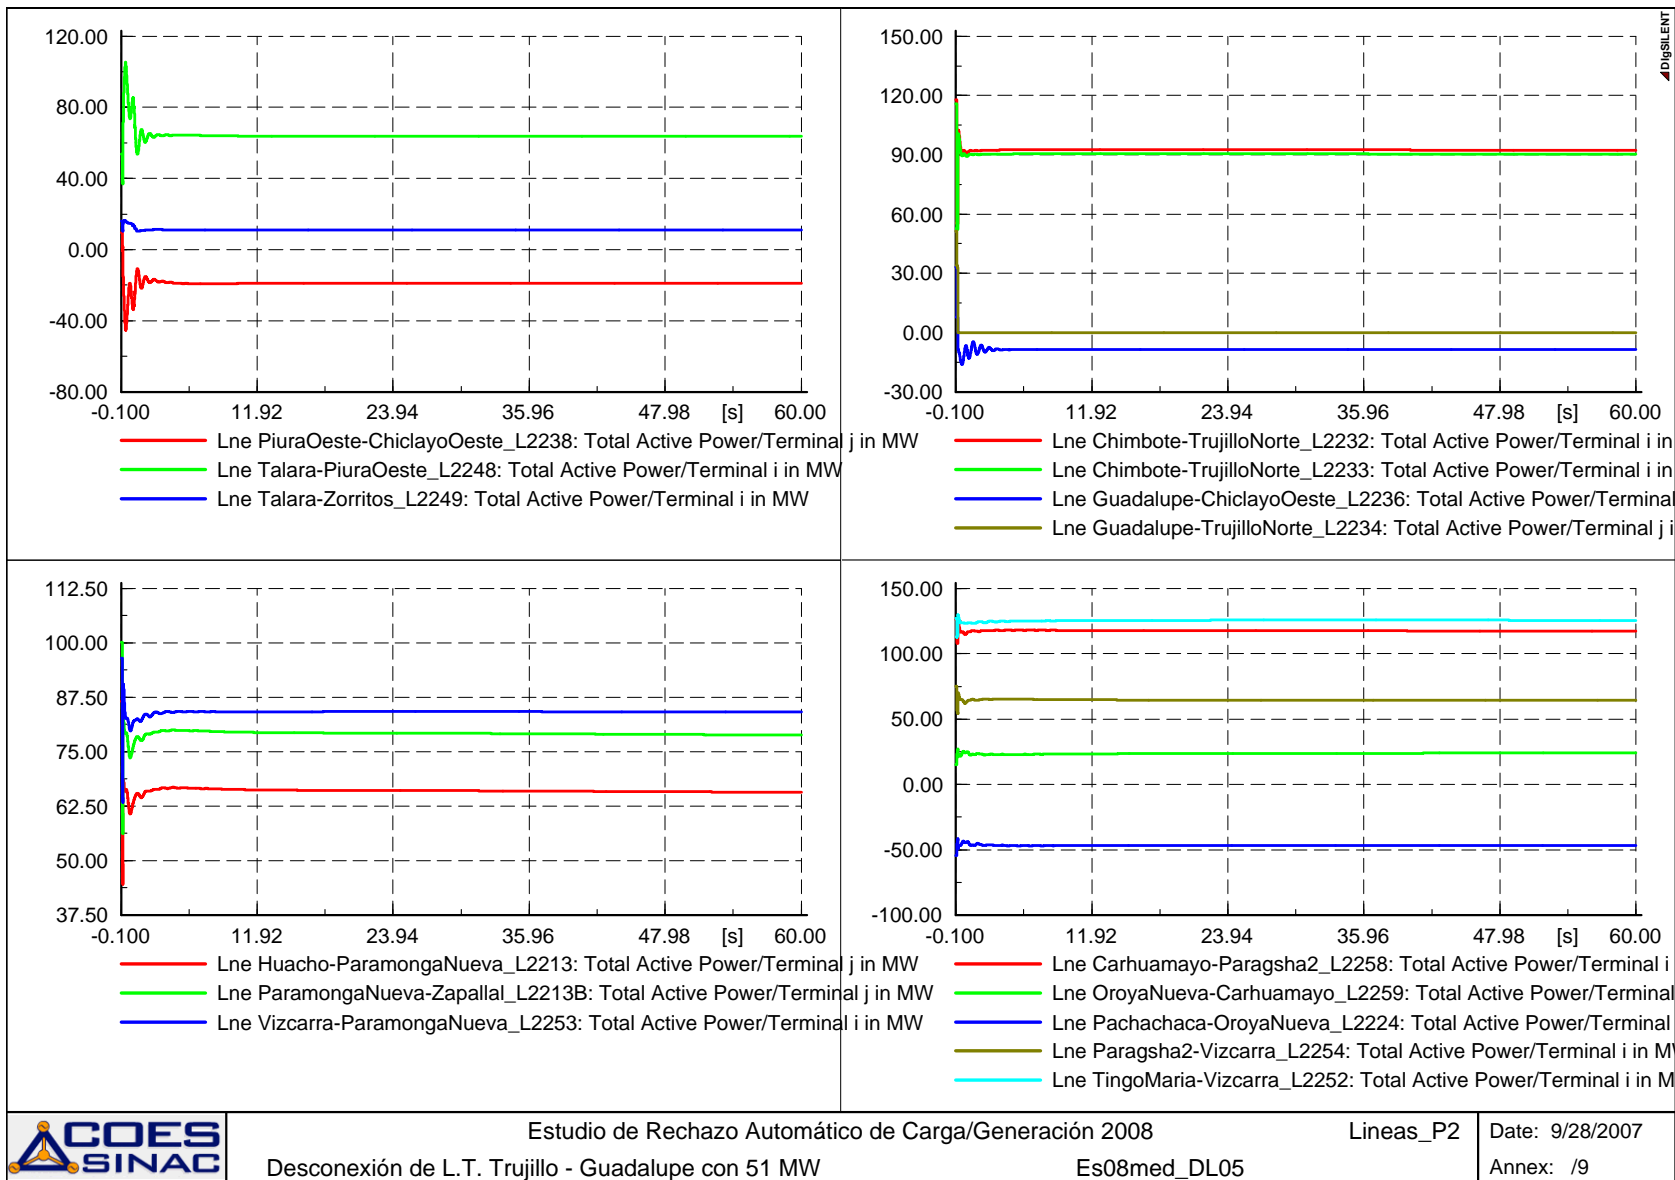 120.00
80.00
40.00
0.00
-40.00
-80.00
-0.100 11.92 23.94 35.96 47.98 [s] 60.00
Lne PiuraOeste-ChiclayoOeste_L2238: Total Active Power/Terminal j in MW
Lne Talara-PiuraOeste_L2248: Total Active Power/Terminal i in MW
Lne Talara-Zorritos_L2249: Total Active Power/Terminal i in MW
DIgSILENT
150.00
120.00
90.00
60.00
30.00
0.00
-30.00
-0.100 11.92 23.94 35.96 47.98 [s] 60.00
Lne Chimbote-TrujilloNorte_L2232: Total Active Power/Terminal i in
Lne Chimbote-TrujilloNorte_L2233: Total Active Power/Terminal i in
Lne Guadalupe-ChiclayoOeste_L2236: Total Active Power/Terminal
Lne Guadalupe-TrujilloNorte_L2234: Total Active Power/Terminal j i
112.50
100.00
87.50
75.00
62.50
50.00
37.50
-0.100 11.92 23.94 35.96 47.98 [s] 60.00
Lne Huacho-ParamongaNueva_L2213: Total Active Power/Terminal j in MW
Lne ParamongaNueva-Zapallal_L2213B: Total Active Power/Terminal j in MW
Lne Vizcarra-ParamongaNueva_L2253: Total Active Power/Terminal i in MW
150.00
100.00
50.00
0.00
-50.00
-100.00
-0.100 11.92 23.94 35.96 47.98 [s] 60.00
Lne Carhuamayo-Paragsha2_L2258: Total Active Power/Terminal i
Lne OroyaNueva-Carhuamayo_L2259: Total Active Power/Terminal
Lne Pachachaca-OroyaNueva_L2224: Total Active Power/Terminal
Lne Paragsha2-Vizcarra_L2254: Total Active Power/Terminal i in M
Lne TingoMaria-Vizcarra_L2252: Total Active Power/Terminal i in M
COES
SINAC
Estudio de Rechazo Automático de Carga/Generación 2008 Lineas_P2
Desconexión de L.T. Trujillo - Guadalupe con 51 MW Es08med_DL05
Date: 9/28/2007
Annex: /9